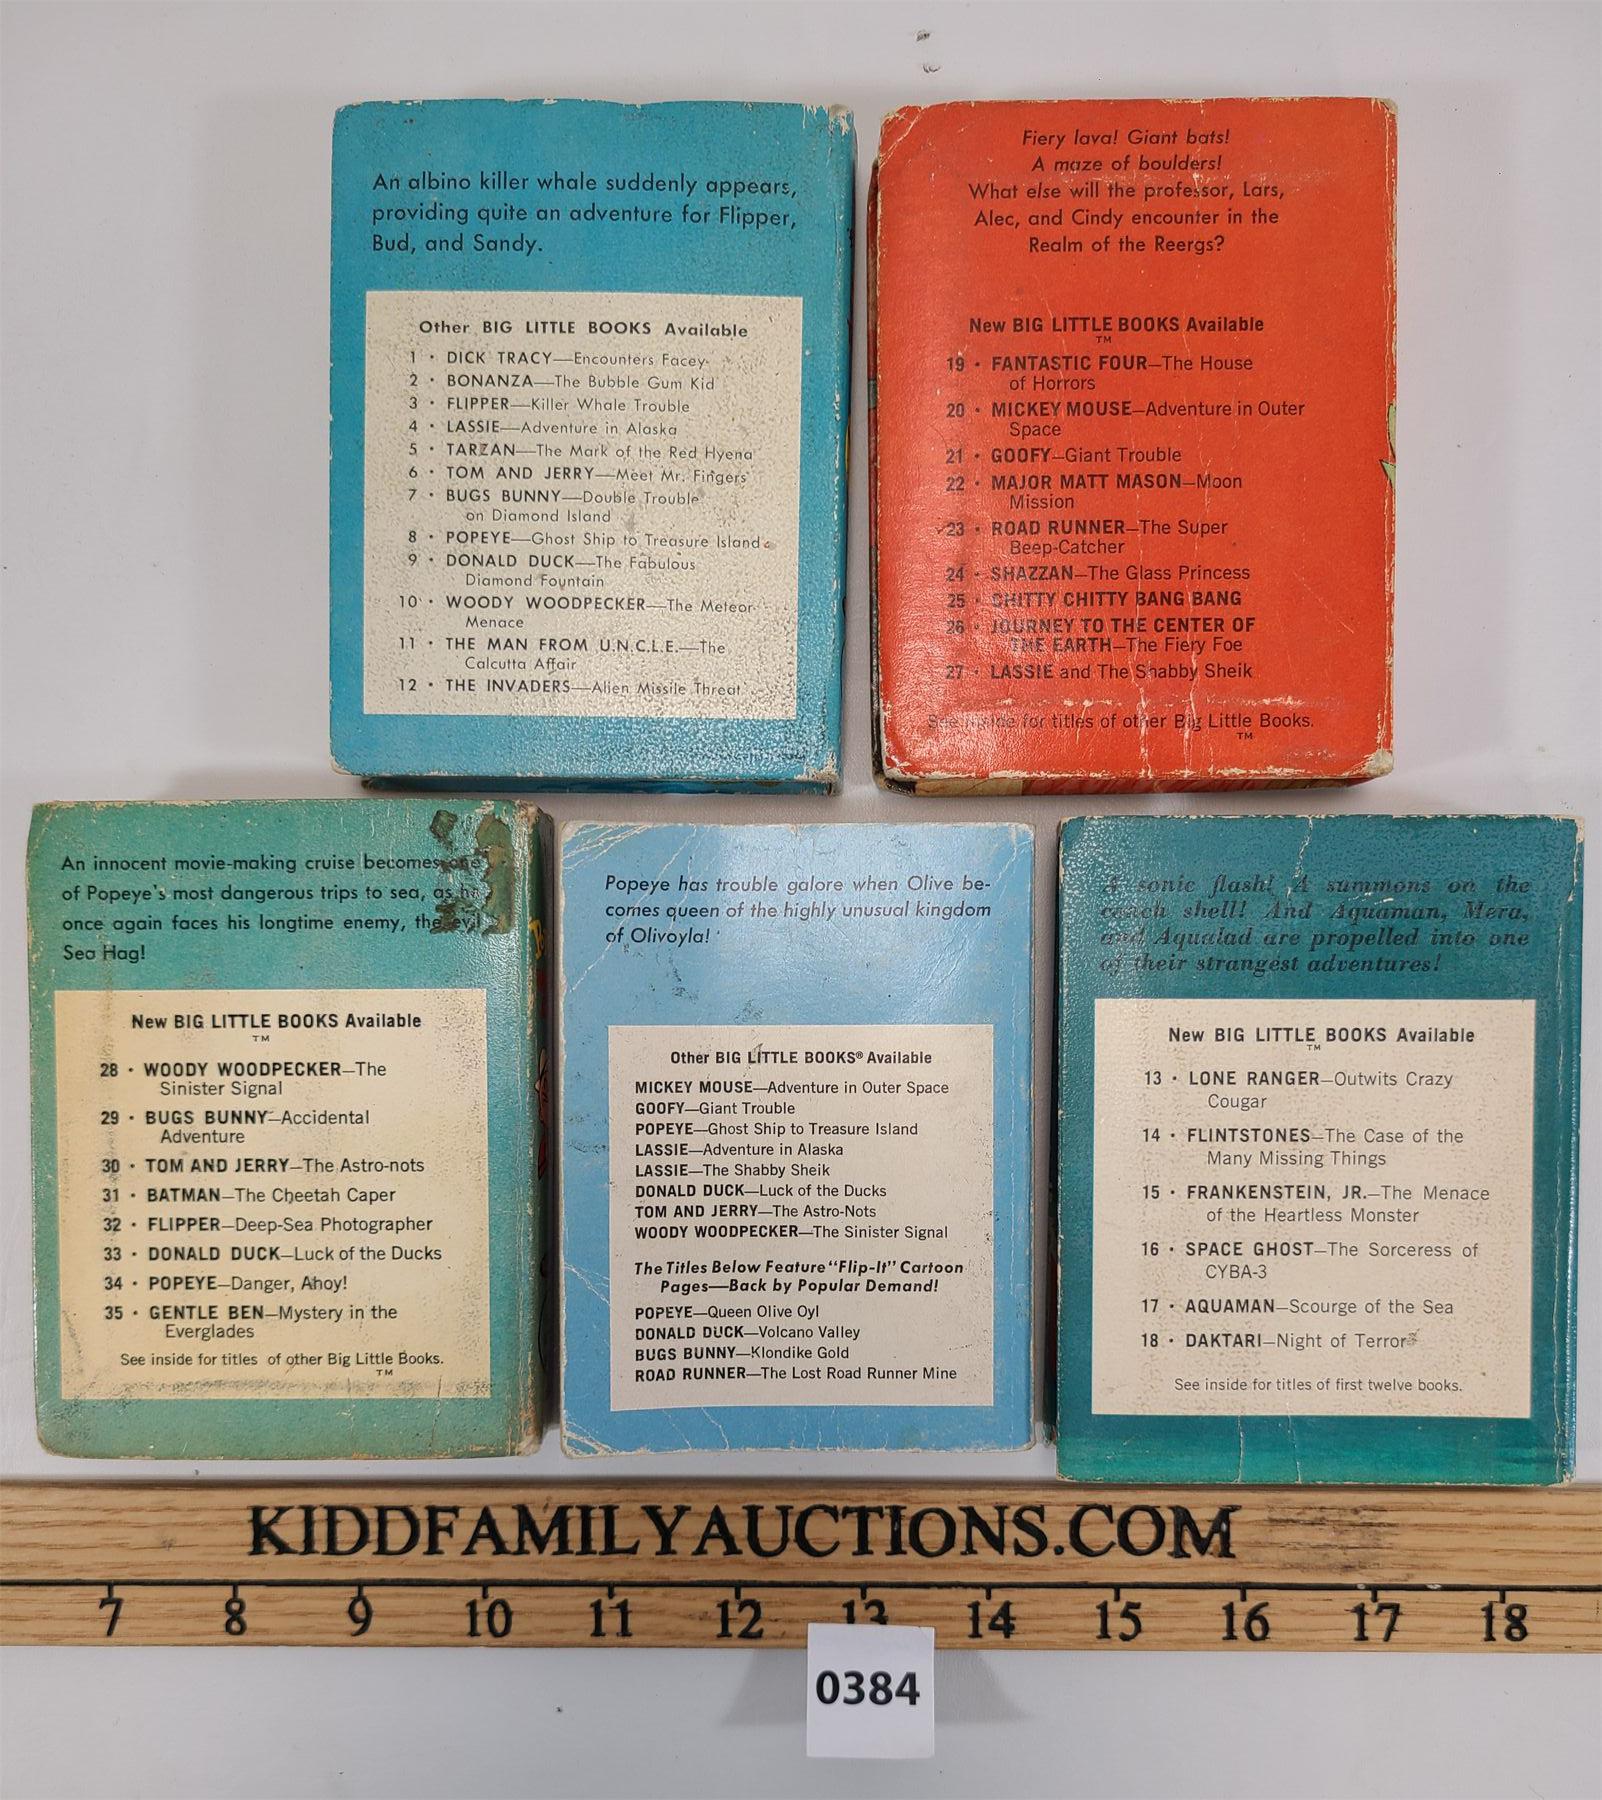 An albino killer whale suddenly appears,
providing quite an adventure for Flipper,
Bud, and Sandy.
Other BIG LITTLE BOOKS Available
1 · DICK TRACY—Encounters Facey
2 · BONANZA—The Bubble Gum Kid
3 · FLIPPER—Killer Whale Trouble
4 · LASSIE—Adventure in Alaska
5 · TARZAN—The Mark of the Red Hyena
6 · TOM AND JERRY—Meet Mr. Fingers
7 · BUGS BUNNY—Double Trouble
on Diamond Island
8 · POPEYE—Ghost Ship to Treasure Island
9 · DONALD DUCK—The Fabulous
Diamond Fountain
10 · WOODY WOODPECKER—The Meteor
Menace
11 · THE MAN FROM U.N.C.L.E.—The
Calcutta Affair
12 · THE INVADERS—Alien Missile Threat
Fiery lava! Giant bats!
A maze of boulders!
What else will the professor, Lars,
Alec, and Cindy encounter in the
Realm of the Reergs?
New BIG LITTLE BOOKS Available
TM
19 · FANTASTIC FOUR—The House
of Horrors
20 · MICKEY MOUSE—Adventure in Outer
Space
21 · GOOFY—Giant Trouble
22 · MAJOR MATT MASON—Moon
Mission
23 · ROAD RUNNER—The Super
Beep-Catcher
24 · SHAZZAN—The Glass Princess
25 · CHITTY CHITTY BANG BANG
26 · JOURNEY TO THE CENTER OF
THE EARTH—The Fiery Foe
27 · LASSIE and The Shabby Sheik
See inside for titles of other Big Little Books.
TM
An innocent movie-making cruise becomes one
of Popeye's most dangerous trips to sea, as he
once again faces his longtime enemy, the evil
Sea Hag!
New BIG LITTLE BOOKS Available
TM
28 · WOODY WOODPECKER—The
Sinister Signal
29 · BUGS BUNNY—Accidental
Adventure
30 · TOM AND JERRY—The Astro-nots
31 · BATMAN—The Cheetah Caper
32 · FLIPPER—Deep-Sea Photographer
33 · DONALD DUCK—Luck of the Ducks
34 · POPEYE—Danger, Ahoy!
35 · GENTLE BEN—Mystery in the
Everglades
See inside for titles of other Big Little Books.
TM
Popeye has trouble galore when Olive be-
comes queen of the highly unusual kingdom
of Olivoyla!
Other BIG LITTLE BOOKS® Available
MICKEY MOUSE—Adventure in Outer Space
GOOFY—Giant Trouble
POPEYE—Ghost Ship to Treasure Island
LASSIE—Adventure in Alaska
LASSIE—The Shabby Sheik
DONALD DUCK—Luck of the Ducks
TOM AND JERRY—The Astro-Nots
WOODY WOODPECKER—The Sinister Signal
The Titles Below Feature "Flip-It" Cartoon
Pages—Back by Popular Demand!
POPEYE—Queen Olive Oyl
DONALD DUCK—Volcano Valley
BUGS BUNNY—Klondike Gold
ROAD RUNNER—The Lost Road Runner Mine
A sonic flash! A summons on the
conch shell! And Aquaman, Mera,
and Aqualad are propelled into one
of their strangest adventures!
New BIG LITTLE BOOKS Available
TM
13 · LONE RANGER—Outwits Crazy
Cougar
14 · FLINTSTONES—The Case of the
Many Missing Things
15 · FRANKENSTEIN, JR.—The Menace
of the Heartless Monster
16 · SPACE GHOST—The Sorceress of
CYBA-3
17 · AQUAMAN—Scourge of the Sea
18 · DAKTARI—Night of Terror
See inside for titles of first twelve books.
KIDDFAMILYAUCTIONS.COM
7 8 9 10 11 12 13 14 15 16 17 18
0384